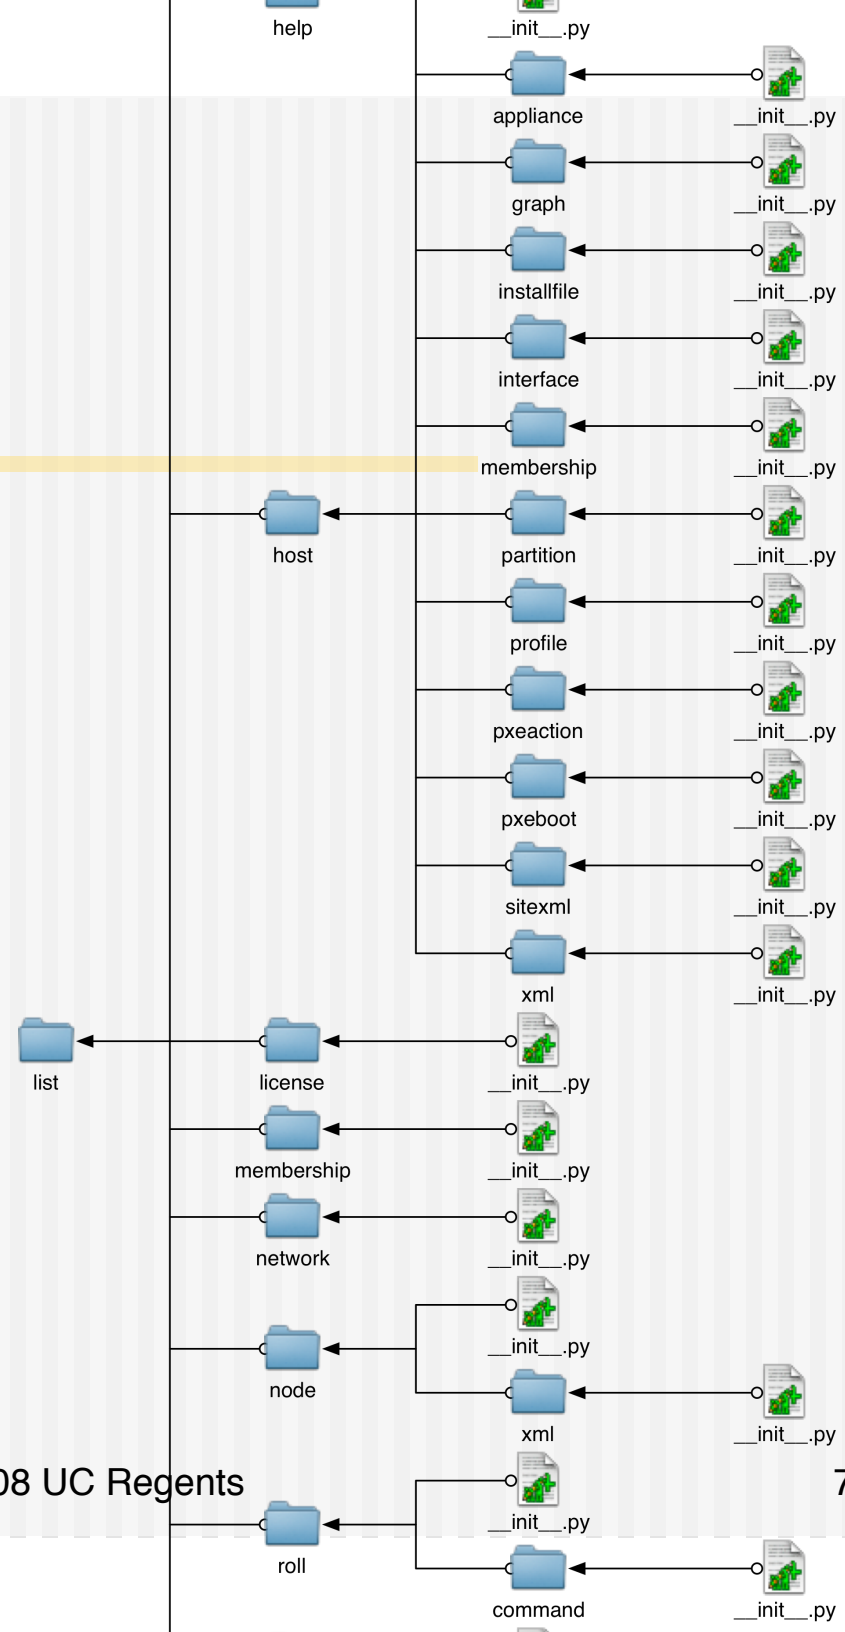 help __init__.py
appliance __init__.py
graph __init__.py
installfile __init__.py
interface __init__.py
membership __init__.py
host partition __init__.py
profile __init__.py
pxeaction __init__.py
pxeboot __init__.py
sitexml __init__.py
xml __init__.py
list license __init__.py
membership __init__.py
network __init__.py
__init__.py
node
xml __init__.py
08 UC Regents 7
__init__.py
roll
command __init__.py